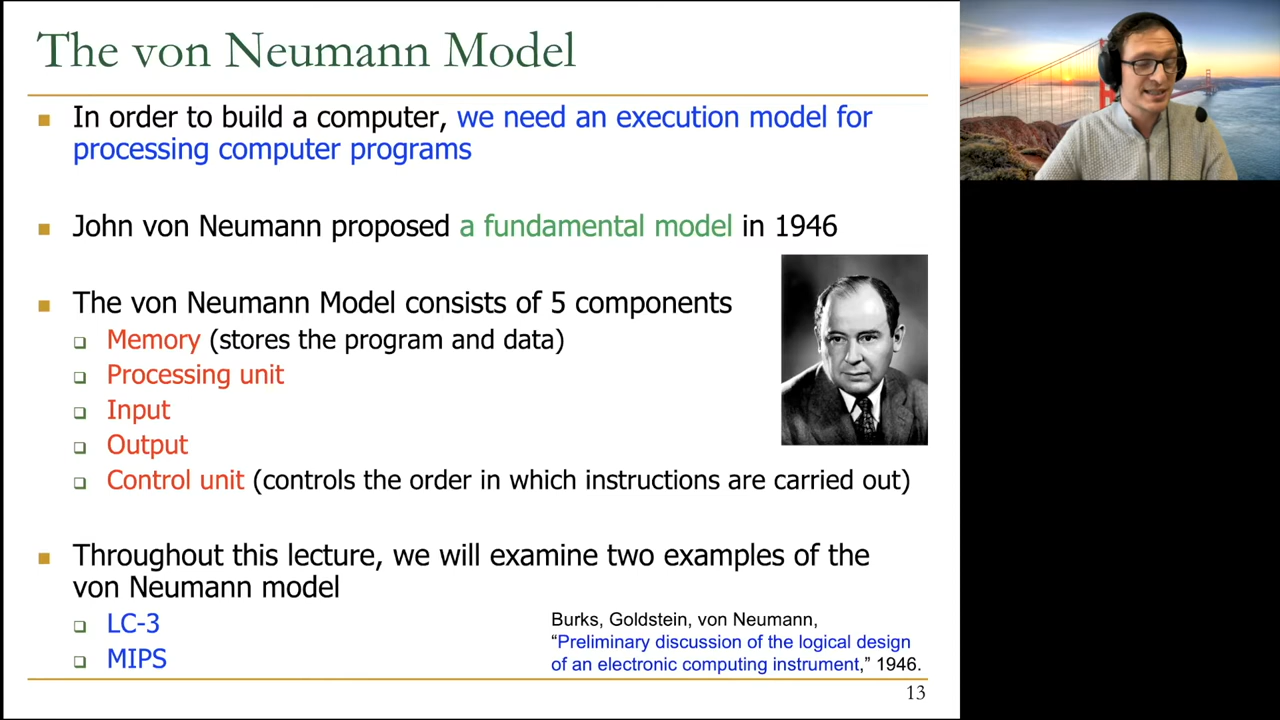 The von Neumann Model
In order to build a computer, we need an execution model for
processing computer programs
John von Neumann proposed a fundamental model in 1946
The von Neumann Model consists of 5 components
Memory (stores the program and data)
Processing unit
Input
Output
Control unit (controls the order in which instructions are carried out)
Throughout this lecture, we will examine two examples of the
von Neumann model
LC-3
MIPS
Burks, Goldstein, von Neumann,
“Preliminary discussion of the logical design
of an electronic computing instrument,” 1946.
13